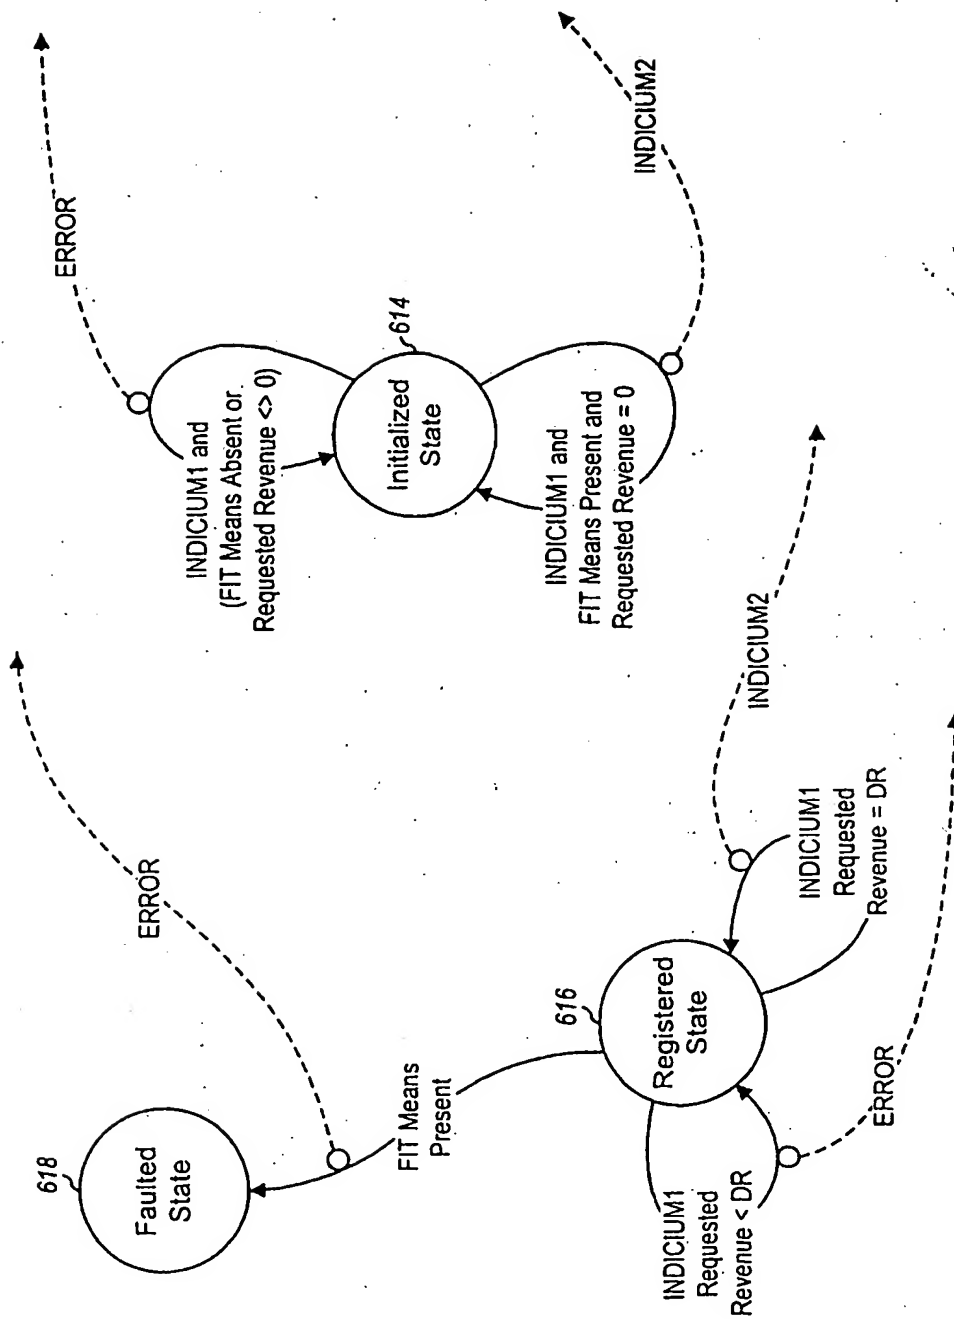 618
Faulted
State
ERROR
FIT Means
Present
616
Registered
State
INDICIUM1
Requested
Revenue < DR
ERROR
INDICIUM1
Requested
Revenue = DR
INDICIUM2
ERROR
INDICIUM1 and
(FIT Means Absent or
Requested Revenue <> 0)
614
Initialized
State
INDICIUM1 and
FIT Means Present and
Requested Revenue = 0
INDICIUM2